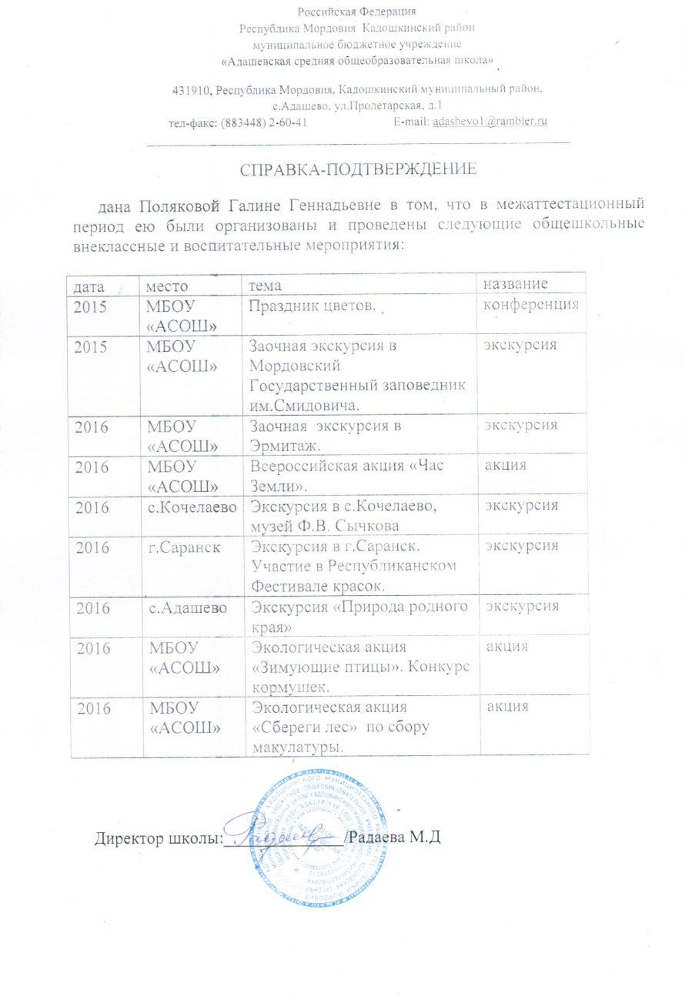 Российская Федерация
Республика Мордовия Кадошкинский район
муниципальное бюджетное учреждение
«Адашевская средняя общеобразовательная школа»
431910, Республика Мордовия, Кадошкинский муниципальный район,
с.Адашево, ул.Пролетарская, д.1
тел-факс: (883448) 2-60-41 E-mail: adashevo1@rambler.ru
СПРАВКА-ПОДТВЕРЖДЕНИЕ
дана Поляковой Галине Геннадьевне в том, что в межаттестационный
период ею были организованы и проведены следующие общешкольные
внеклассные и воспитательные мероприятия:
дата место тема название
2015 МБОУ Праздник цветов. конференция
«АСОШ»
2015 МБОУ Заочная экскурсия в экскурсия
«АСОШ» Мордовский
Государственный заповедник
им.Смидовича.
2016 МБОУ Заочная экскурсия в экскурсия
«АСОШ» Эрмитаж.
2016 МБОУ Всероссийская акция «Час акция
«АСОШ» Земли».
2016 с.Кочелаево Экскурсия в с.Кочелаево, экскурсия
музей Ф.В. Сычкова
2016 г.Саранск Экскурсия в г.Саранск. экскурсия
Участие в Республиканском
Фестивале красок.
2016 с.Адашево Экскурсия «Природа родного экскурсия
края»
2016 МБОУ Экологическая акция акция
«АСОШ» «Зимующие птицы». Конкурс
кормушек.
2016 МБОУ Экологическая акция акция
«АСОШ» «Сбереги лес» по сбору
макулатуры.
Директор школы: /Радаева М.Д